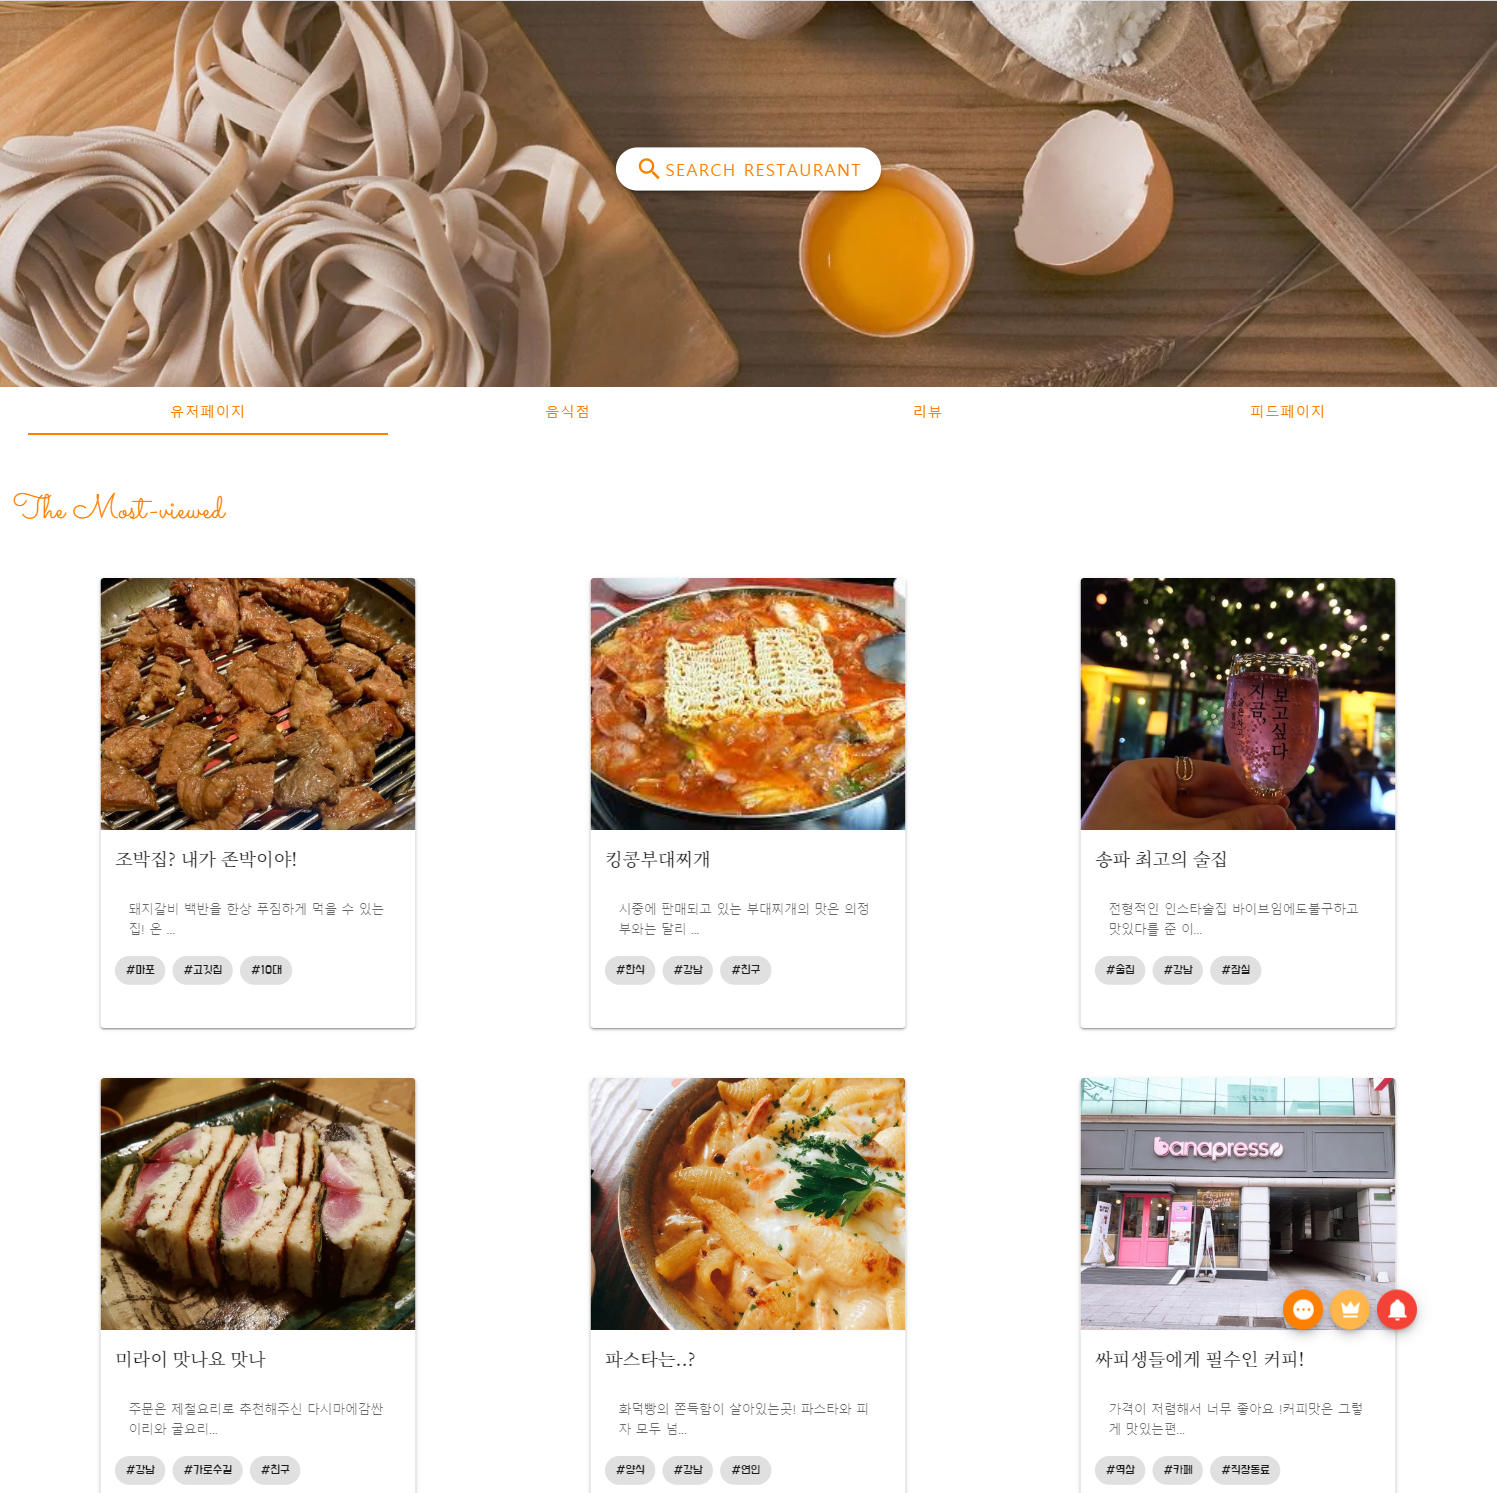 SEARCH RESTAURANT
유저페이지 음식점 리뷰 피드페이지
The Most-viewed
보고싶다
지금,
조박집? 내가 존박이야!
돼지갈비 백반을 한상 푸짐하게 먹을 수 있는
집! 온 ...
#마포 #고깃집 #10대
킹콩부대찌개
시중에 판매되고 있는 부대찌개의 맛은 의정
부와는 달리 ...
#한식 #강남 #친구
송파 최고의 술집
전형적인 인스타술집 바이브임에도불구하고
맛있다를 준 이...
#술집 #강남 #잠실
banapresso
미라이 맛나요 맛나
주문은 제철요리로 추천해주신 다시마에감싼
이리와 굴요리...
#강남 #가로수길 #친구
파스타는..?
화덕빵의 쫀득함이 살아있는곳! 파스타와 피
자 모두 넘...
#양식 #강남 #연인
싸피생들에게 필수인 커피!
가격이 저렴해서 너무 좋아요 !커피맛은 그렇
게 맛있는편...
#역삼 #카페 #직장동료